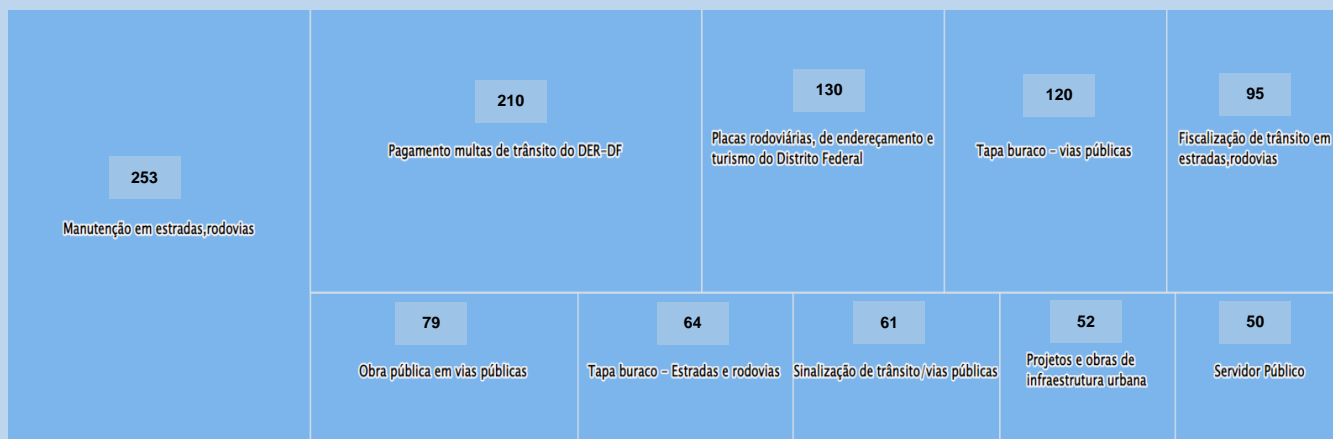 253
Manutenção em estradas,rodovias
210
Pagamento multas de trânsito do DER-DF
130
Placas rodoviárias, de endereçamento e
turismo do Distrito Federal
120
Tapa buraco - vias públicas
95
Fiscalização de trânsito em
estradas,rodovias
79
Obra pública em vias públicas
64
Tapa buraco - Estradas e rodovias
61
Sinalização de trânsito/vias públicas
52
Projetos e obras de
infraestrutura urbana
50
Servidor Público